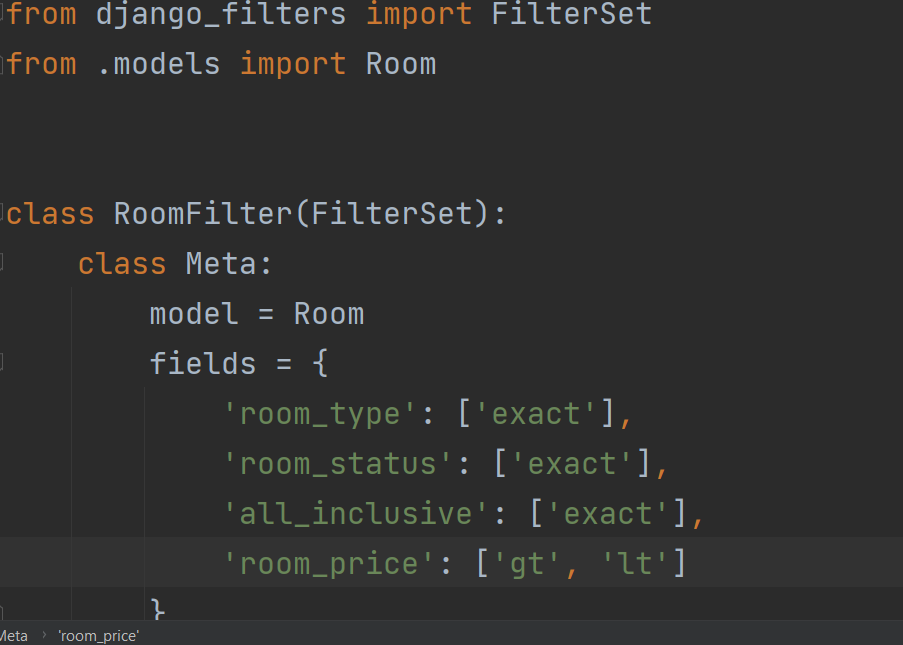 from django_filters import FilterSet
from .models import Room
class RoomFilter(FilterSet):
    class Meta:
        model = Room
        fields = {
            'room_type': ['exact'],
            'room_status': ['exact'],
            'all_inclusive': ['exact'],
            'room_price': ['gt', 'lt']
        }
Meta › 'room_price'